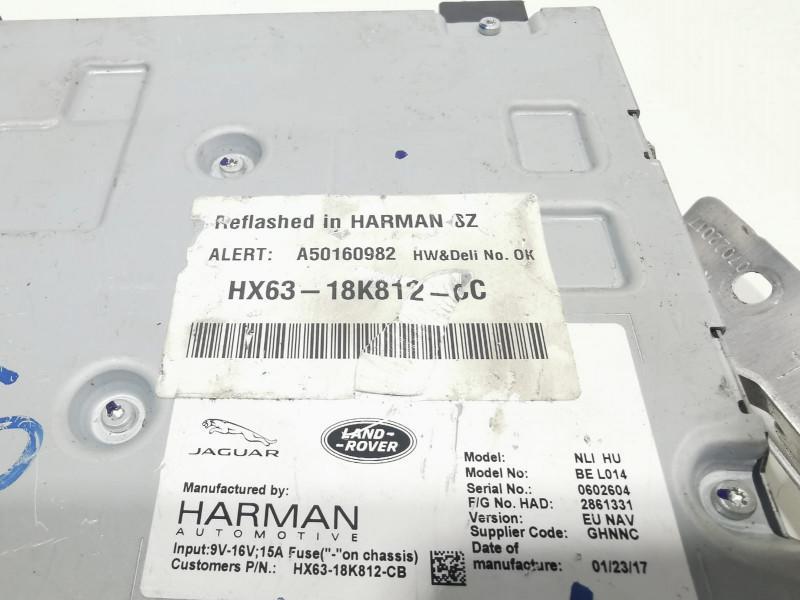 Reflashed in HARMAN SZ
ALERT: A50160982 HW&Deli No. OK
HX63-18K812-CC
JAGUAR
LAND-ROVER
Manufactured by:
HARMAN
AUTOMOTIVE
Input:9V-16V;15A Fuse("-"on chassis)
Customers P/N.: HX63-18K812-CB
Model: NLI HU
Model No: BE L014
Serial No.: 0602604
F/G No. HAD: 2861331
Version: EU NAV
Supplier Code: GHNNC
Date of
manufacture: 01/23/17